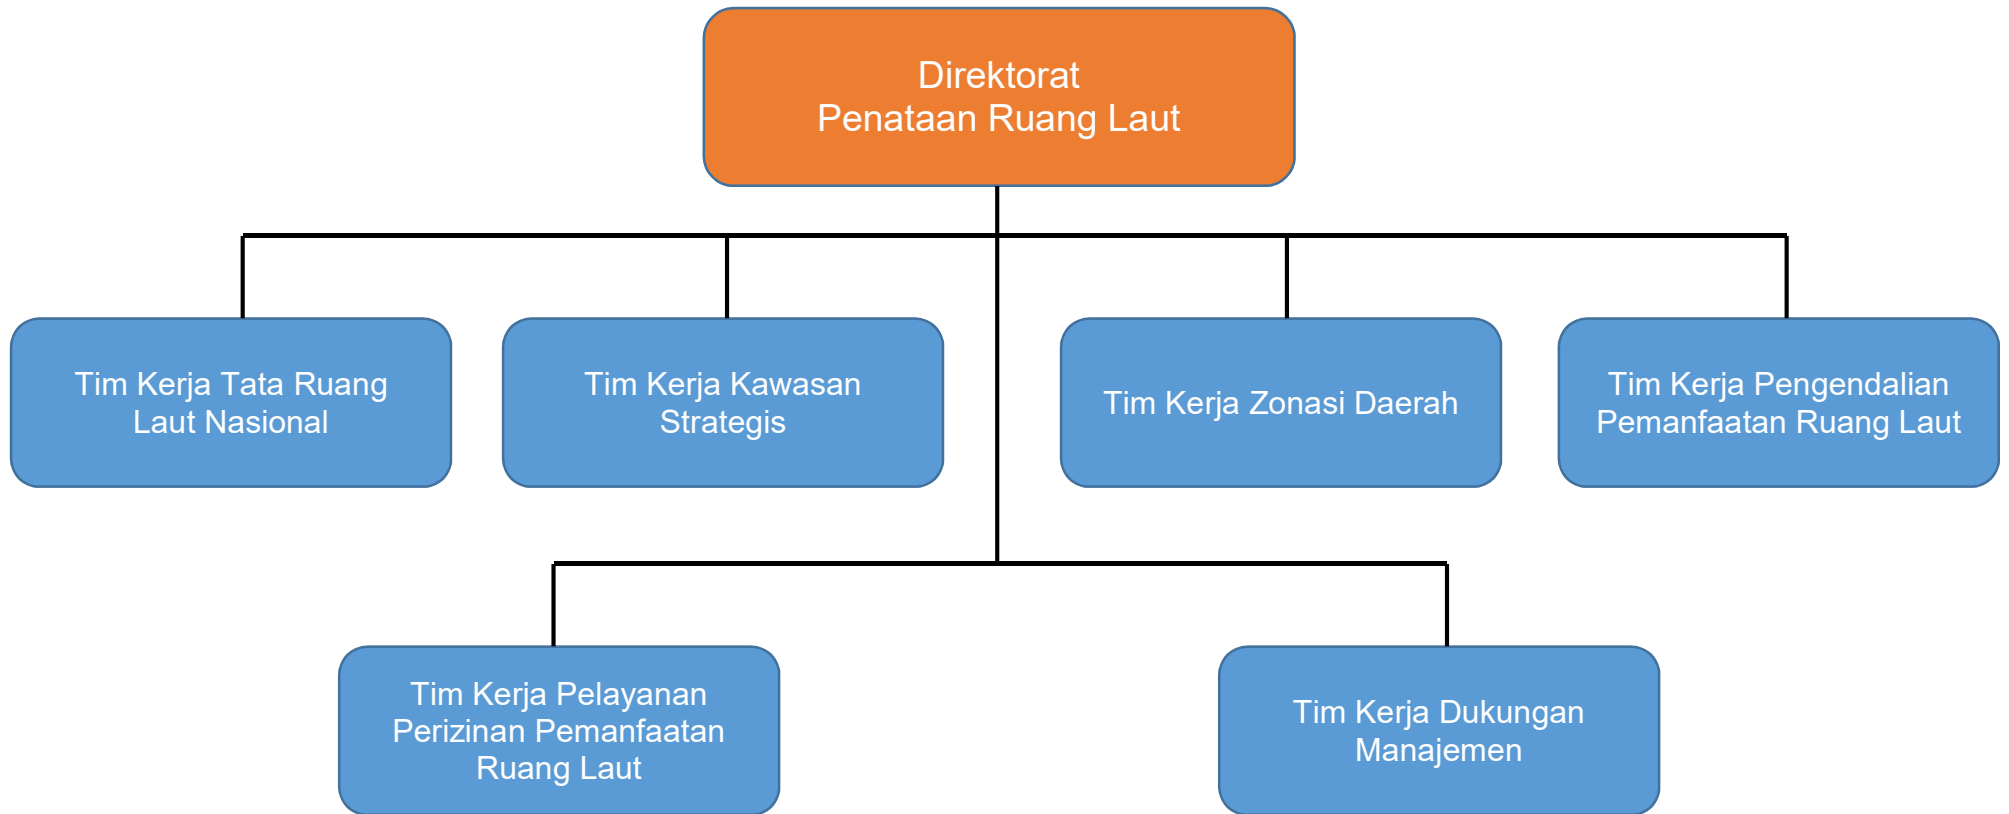 Direktorat
Penataan Ruang Laut
Tim Kerja Tata Ruang
Laut Nasional
Tim Kerja Kawasan
Strategis
Tim Kerja Zonasi Daerah
Tim Kerja Pengendalian
Pemanfaatan Ruang Laut
Tim Kerja Pelayanan
Perizinan Pemanfaatan
Ruang Laut
Tim Kerja Dukungan
Manajemen